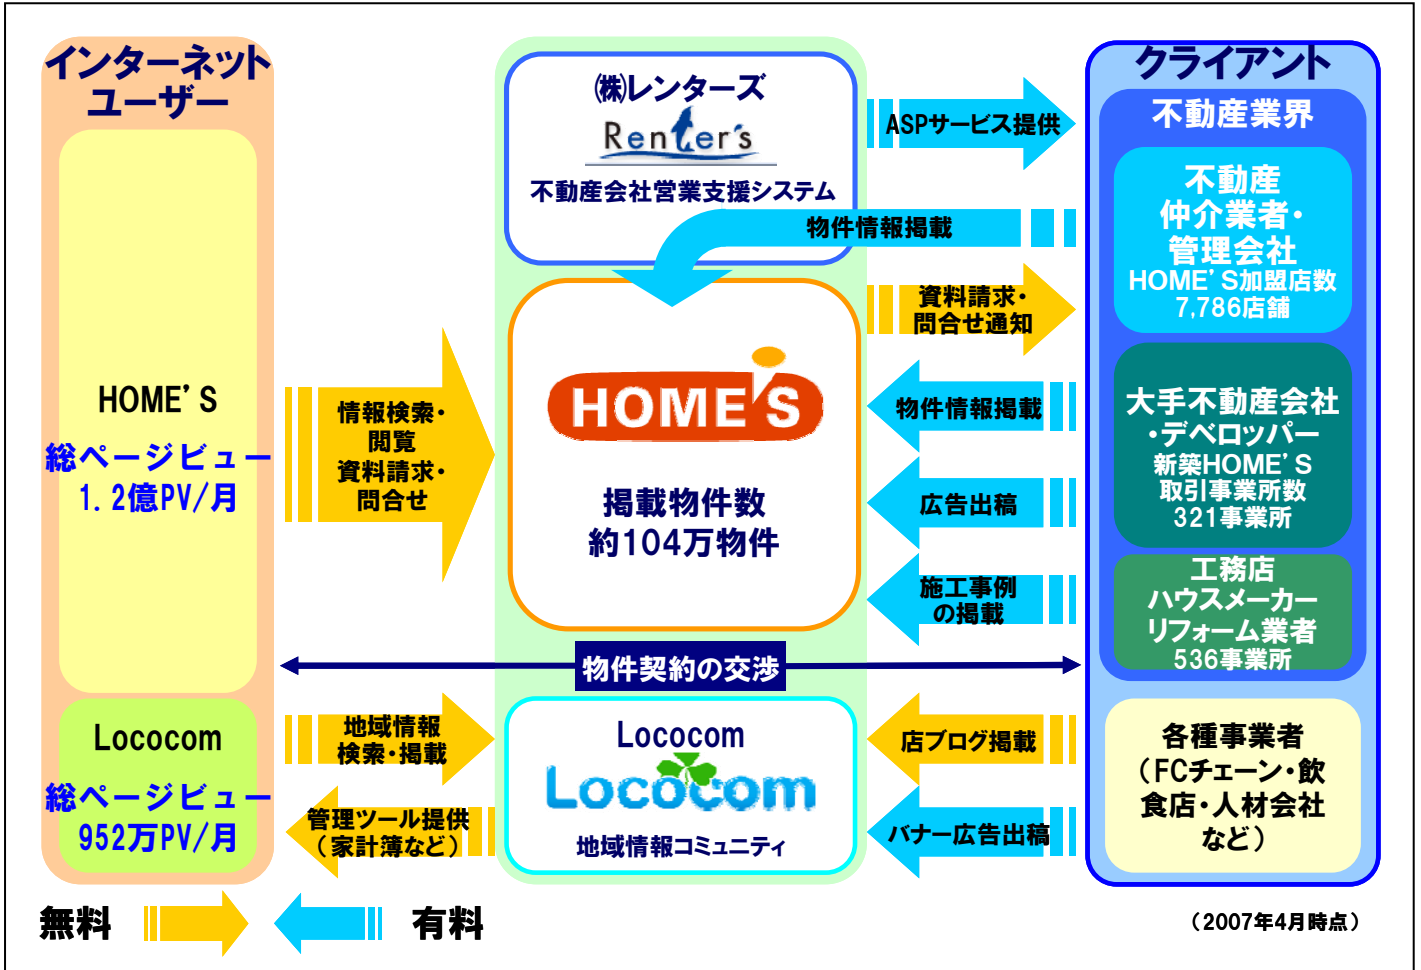 インターネット
ユーザー
HOME'S
総ページビュー
1.2億PV/月
Lococom
総ページビュー
952万PV/月
情報検索・
閲覧
資料請求・
問合せ
地域情報
検索・掲載
管理ツール提供
（家計簿など）
㈱レンターズ
Renter's
不動産会社営業支援システム
HOME'S
掲載物件数
約104万物件
物件契約の交渉
Lococom
Lococom
地域情報コミュニティ
ASPサービス提供
物件情報掲載
資料請求・
問合せ通知
物件情報掲載
広告出稿
施工事例
の掲載
店ブログ掲載
バナー広告出稿
クライアント
不動産業界
不動産
仲介業者・
管理会社
HOME'S加盟店数
7,786店舗
大手不動産会社
・デベロッパー
新築HOME'S
取引事業所数
321事業所
工務店
ハウスメーカー
リフォーム業者
536事業所
各種事業者
（FCチェーン・飲
食店・人材会社
など）
無料
有料
（2007年4月時点）